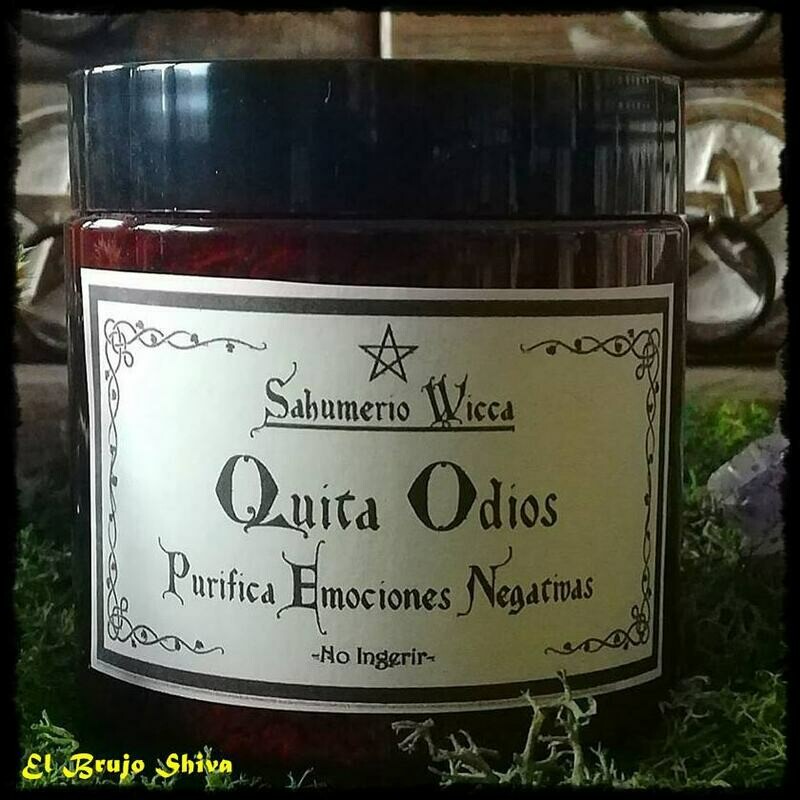 Sahumerio Wicca
Quita Odios
Purifica Emociones Negativas
-No Ingerir-
El Brujo Shiva